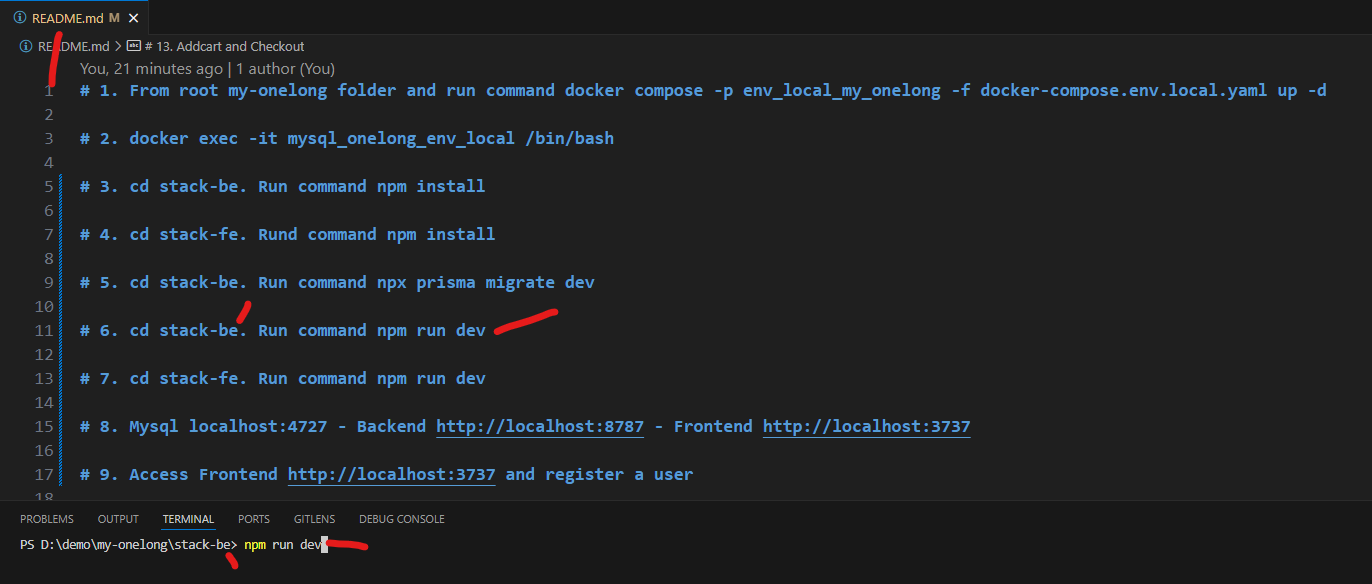 README.md M
README.md > # 13. Addcart and Checkout
You, 21 minutes ago | 1 author (You)
1 # 1. From root my-onelong folder and run command docker compose -p env_local_my_onelong -f docker-compose.env.local.yaml up -d
2
3 # 2. docker exec -it mysql_onelong_env_local /bin/bash
4
5 # 3. cd stack-be. Run command npm install
6
7 # 4. cd stack-fe. Rund command npm install
8
9 # 5. cd stack-be. Run command npx prisma migrate dev
10
11 # 6. cd stack-be. Run command npm run dev
12
13 # 7. cd stack-fe. Run command npm run dev
14
15 # 8. Mysql localhost:4727 - Backend http://localhost:8787 - Frontend http://localhost:3737
16
17 # 9. Access Frontend http://localhost:3737 and register a user
18
PROBLEMS OUTPUT TERMINAL PORTS GITLENS DEBUG CONSOLE
PS D:\demo\my-onelong\stack-be> npm run dev